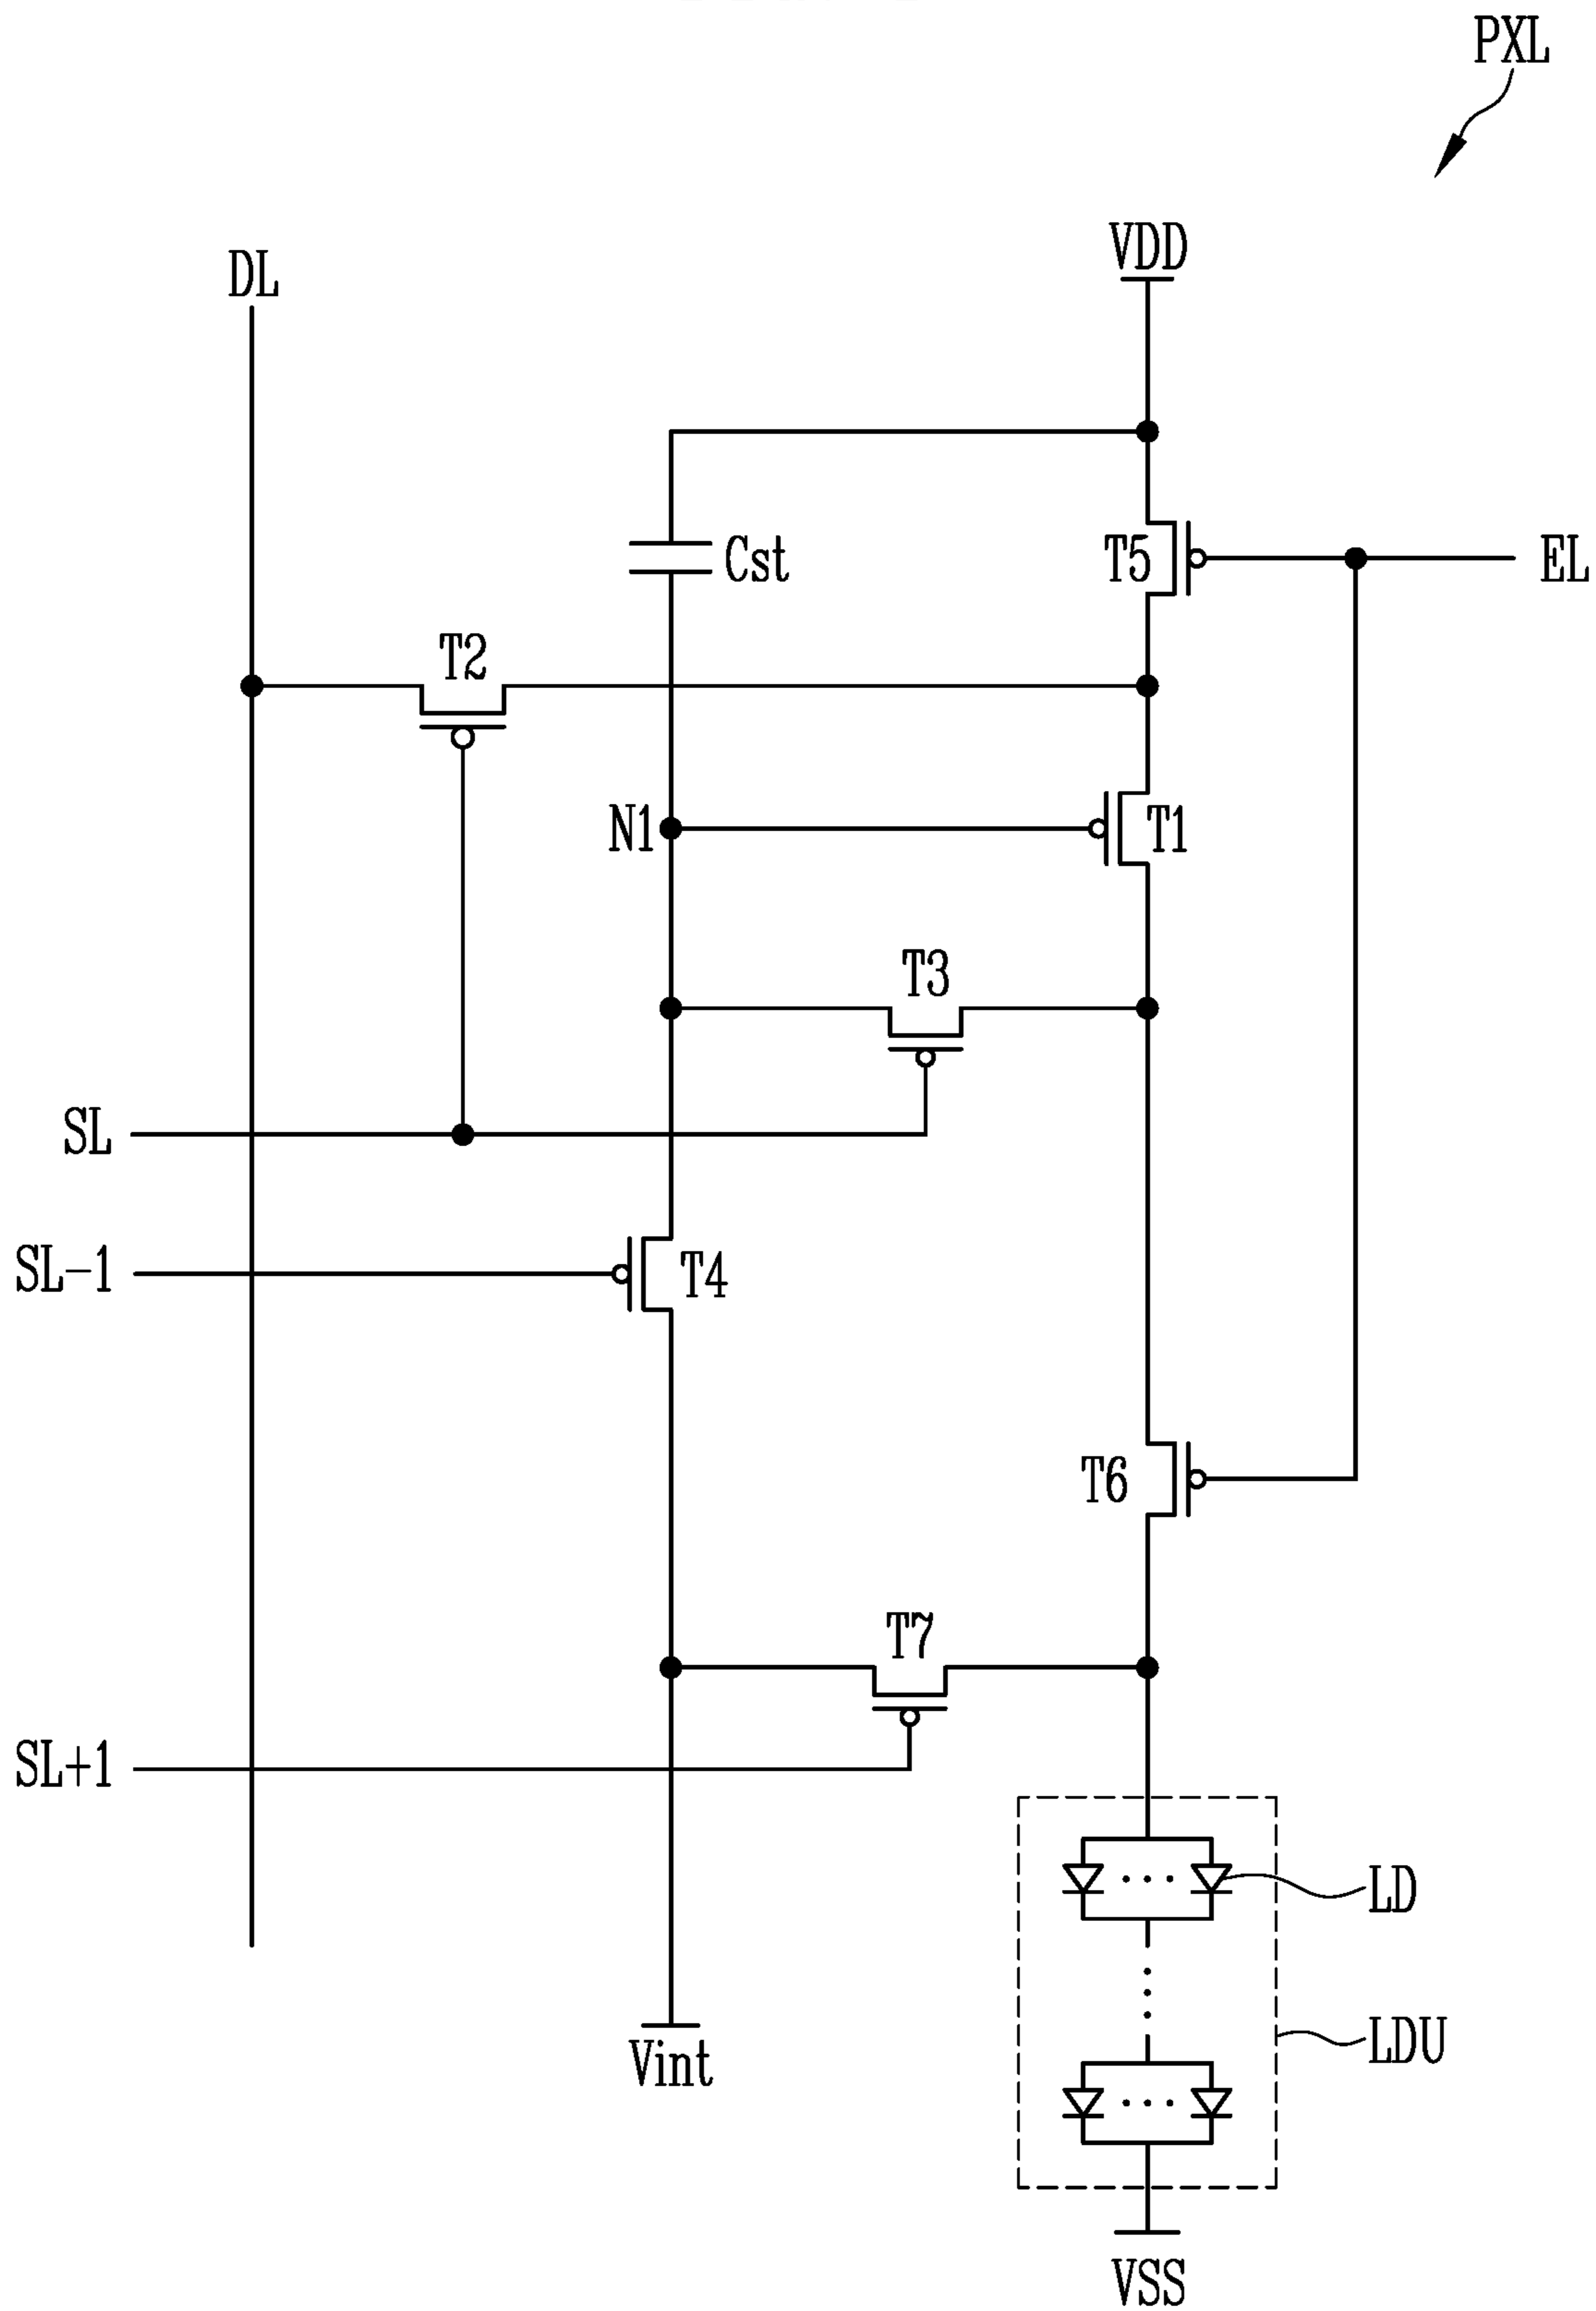 PXL
VDD
DL
Cst
T5
EL
T2
N1
T1
T3
SL
SL-1
T4
T6
T7
SL+1
LD
LDU
Vint
VSS